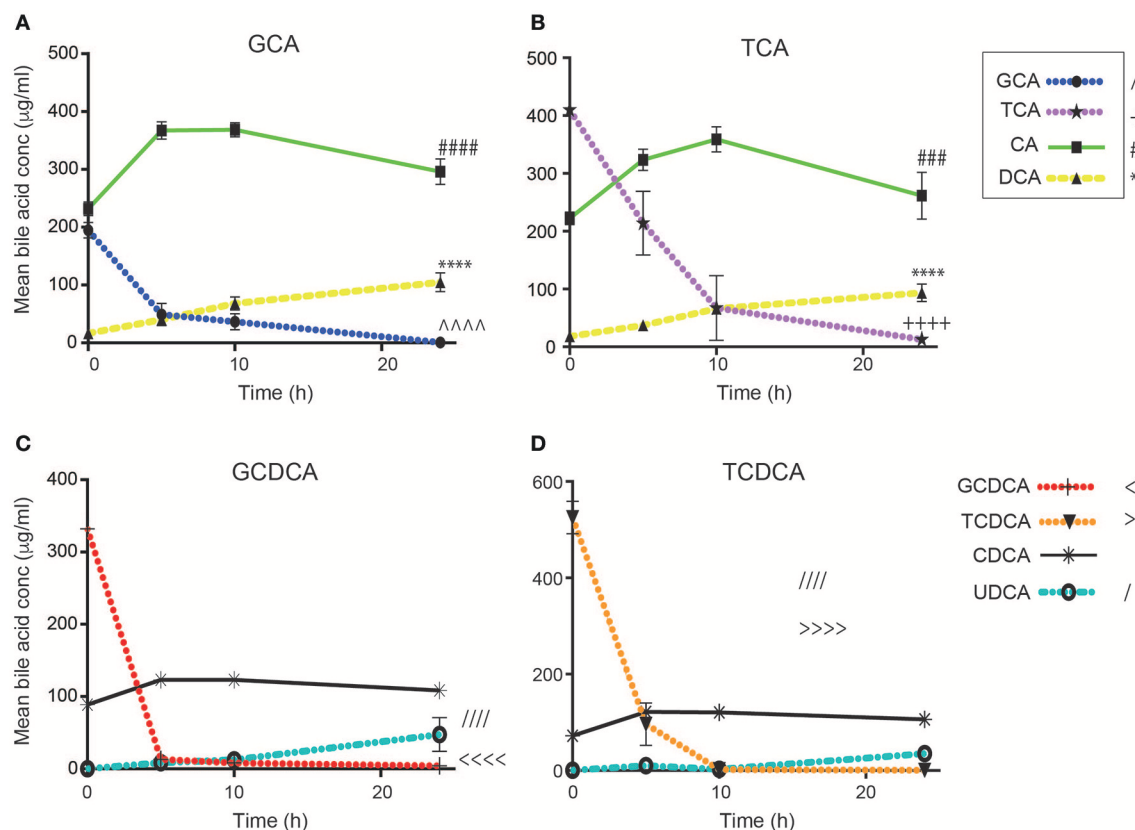 A
GCA
Mean bile acid conc (µg/ml)
500
400
300
200
100
0
####
****
^^^^
0
10
20
Time (h)
B
TCA
500
400
300
200
100
0
###
****
++++
0
10
20
Time (h)
GCA
TCA
CA
#
DCA
*
C
GCDCA
Mean bile acid conc (µg/ml)
400
300
200
100
0
////
<<<<
0
10
20
Time (h)
D
TCDCA
600
400
200
0
////
>>>>
0
10
20
Time (h)
GCDCA <
TCDCA >
CDCA
UDCA /